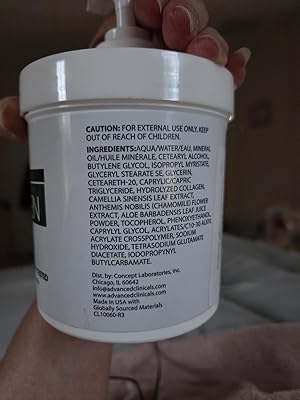 CAUTION: FOR EXTERNAL USE ONLY. KEEP
OUT OF REACH OF CHILDREN.
INGREDIENTS:AQUA/WATER/EAU, MINERAL
OIL/HUILE MINÉRALE, CETEARYL ALCOHOL,
BUTYLENE GLYCOL, ISOPROPYL MYRISTATE,
GLYCERYL STEARATE SE, GLYCERIN,
CETEARETH-20, CAPRYLIC/CAPRIC
TRIGLYCERIDE, HYDROLYZED COLLAGEN,
CAMELLIA SINENSIS LEAF EXTRACT,
ANTHEMIS NOBILIS (CHAMOMILE) FLOWER
EXTRACT, ALOE BARBADENSIS LEAF JUICE
POWDER, TOCOPHEROL, PHENOXYETHANOL,
CAPRYLYL GLYCOL, ACRYLATES/C10-30 ALKYL
ACRYLATE CROSSPOLYMER, SODIUM
HYDROXIDE, TETRASODIUM GLUTAMATE
DIACETATE, IODOPROPYNYL
BUTYLCARBAMATE.
Dist. by: Concept Laboratories, Inc.
Chicago, IL 60642
info@advancedclinicals.com
www.advancedclinicals.com
Made in USA with
Globally Sourced Materials
CL10060-R3
N